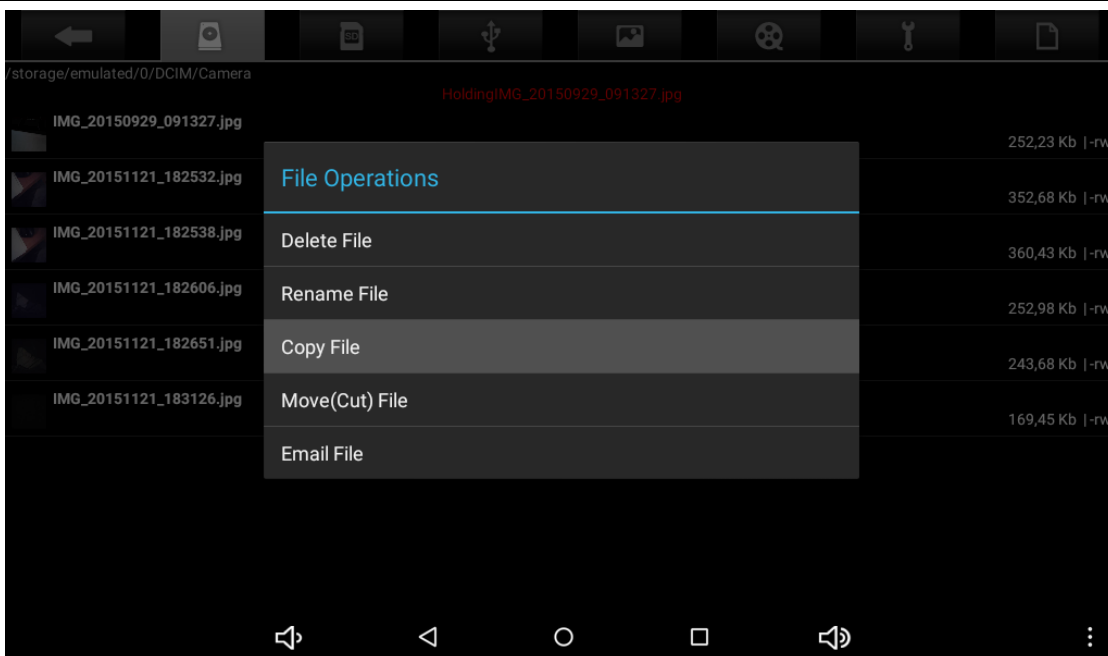 SD
/storage/emulated/0/DCIM/Camera
HoldingIMG_20150929_091327.jpg
IMG_20150929_091327.jpg
252,23 Kb | -rw
IMG_20151121_182532.jpg
352,68 Kb | -rw
IMG_20151121_182538.jpg
360,43 Kb | -rw
IMG_20151121_182606.jpg
252,98 Kb | -rw
IMG_20151121_182651.jpg
243,68 Kb | -rw
IMG_20151121_183126.jpg
169,45 Kb | -rw
File Operations
Delete File
Rename File
Copy File
Move(Cut) File
Email File